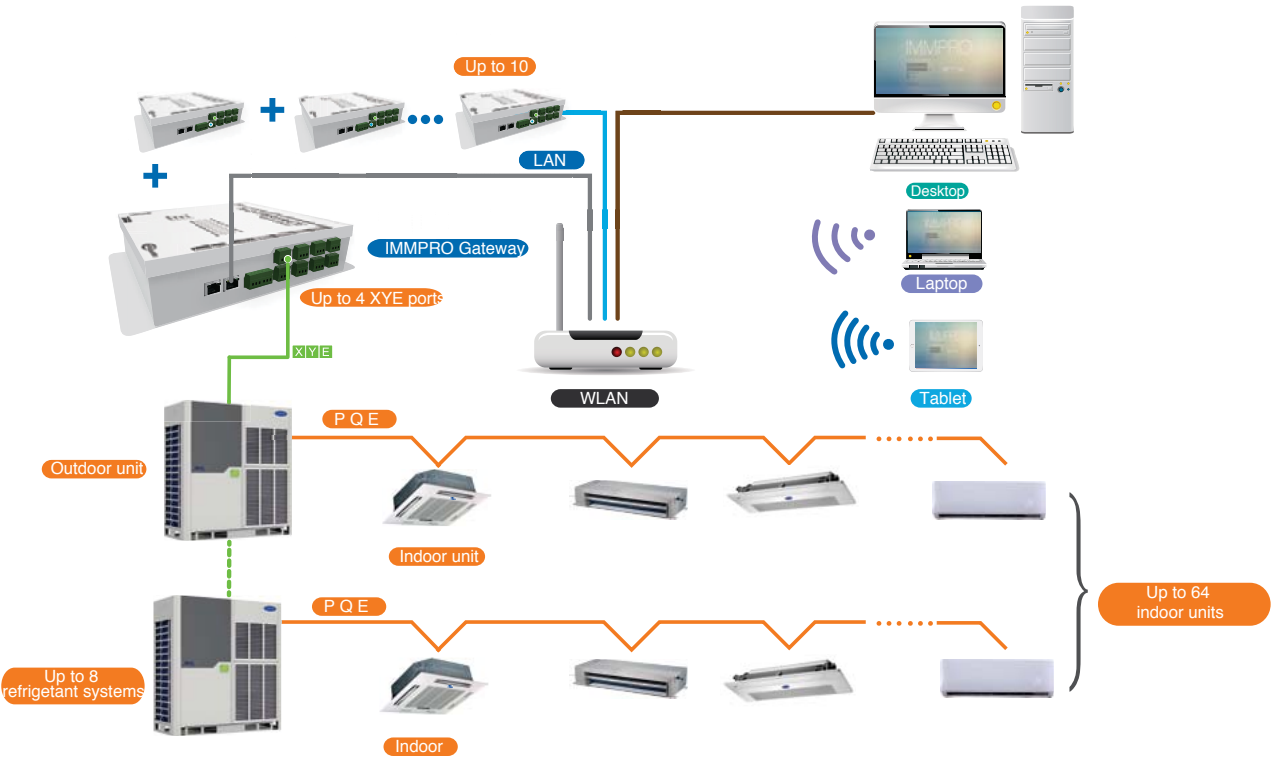 Up to 10
IMMPRO
LAN
Desktop
IMMPRO Gateway
Up to 4 XYE ports
Laptop
X Y E
IMMPRO
WLAN
Tablet
P Q E
Outdoor unit
Indoor unit
Up to 64
indoor units
P Q E
Up to 8
refrigetant systems
Indoor